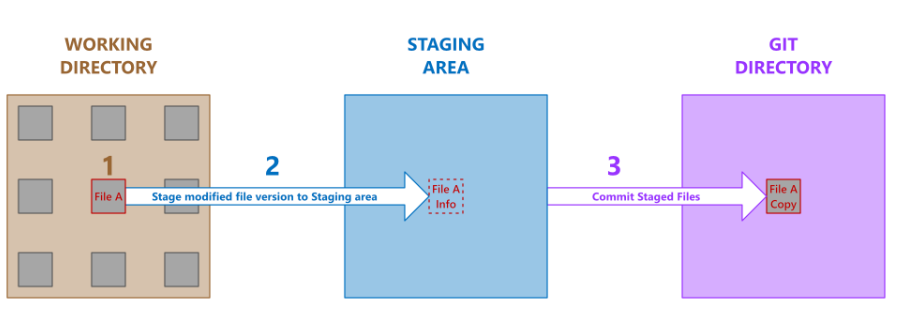 WORKING
DIRECTORY
STAGING
AREA
GIT
DIRECTORY
1
2
3
File A
Stage modified file version to Staging area
File A
Info
Commit Staged Files
File A
Copy